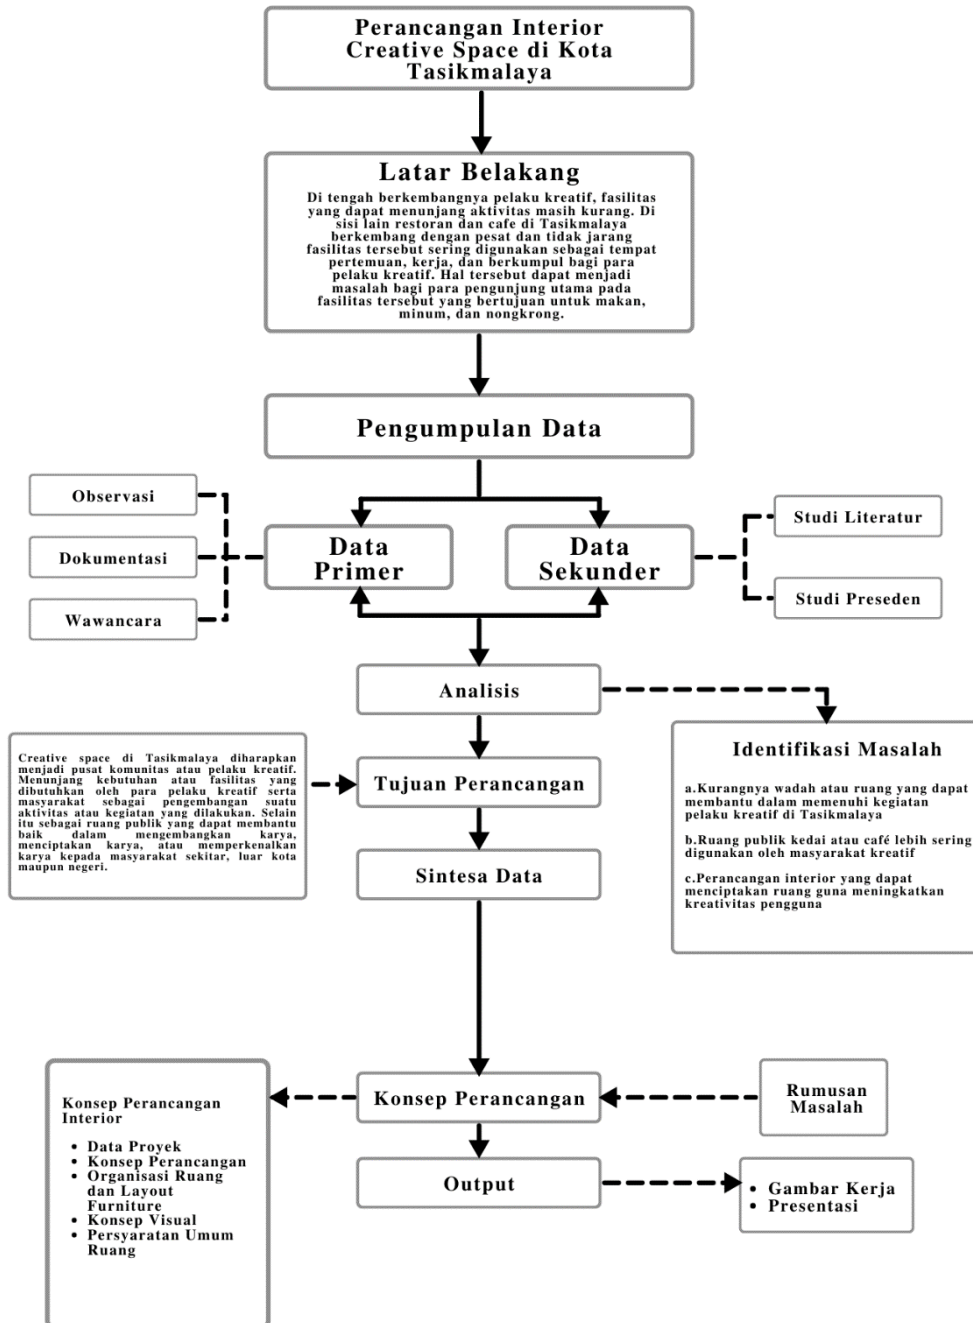 Perancangan Interior
Creative Space di Kota
Tasikmalaya
Latar Belakang
Di tengah berkembangnya pelaku kreatif, fasilitas
yang dapat menunjang aktivitas masih kurang. Di
sisi lain restoran dan cafe di Tasikmalaya
berkembang dengan pesat dan tidak jarang
fasilitas tersebut sering digunakan sebagai tempat
pertemuan, kerja, dan berkumpul bagi para
pelaku kreatif. Hal tersebut dapat menjadi
masalah bagi para pengunjung utama pada
fasilitas tersebut yang bertujuan untuk makan,
minum, dan nongkrong.
Pengumpulan Data
Observasi
Dokumentasi
Wawancara
Data
Primer
Data
Sekunder
Studi Literatur
Studi Preseden
Analisis
Identifikasi Masalah
a.Kurangnya wadah atau ruang yang dapat
membantu dalam memenuhi kegiatan
pelaku kreatif di Tasikmalaya
b.Ruang publik kedai atau café lebih sering
digunakan oleh masyarakat kreatif
c.Perancangan interior yang dapat
menciptakan ruang guna meningkatkan
kreativitas pengguna
Creative space di Tasikmalaya diharapkan
menjadi pusat komunitas atau pelaku kreatif.
Menunjang kebutuhan atau fasilitas yang
dibutuhkan oleh para pelaku kreatif serta
masyarakat sebagai pengembangan suatu
aktivitas atau kegiatan yang dilakukan. Selain
itu sebagai ruang publik yang dapat membantu
baik dalam mengembangkan karya,
menciptakan karya, atau memperkenalkan
karya kepada masyarakat sekitar, luar kota
maupun negeri.
Tujuan Perancangan
Sintesa Data
Konsep Perancangan
Rumusan
Masalah
Konsep Perancangan
Interior
• Data Proyek
• Konsep Perancangan
• Organisasi Ruang
dan Layout
Furniture
• Konsep Visual
• Persyaratan Umum
Ruang
Output
• Gambar Kerja
• Presentasi